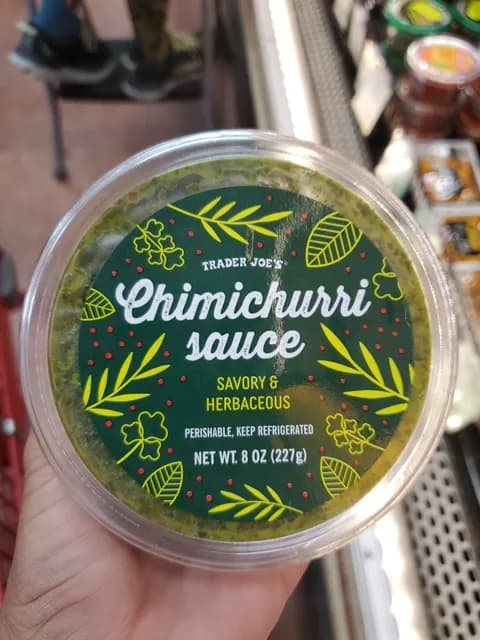 TRADER JOE'S®
Chimichurri
sauce
SAVORY &
HERBACEOUS
PERISHABLE, KEEP REFRIGERATED
NET WT. 8 OZ (227g)